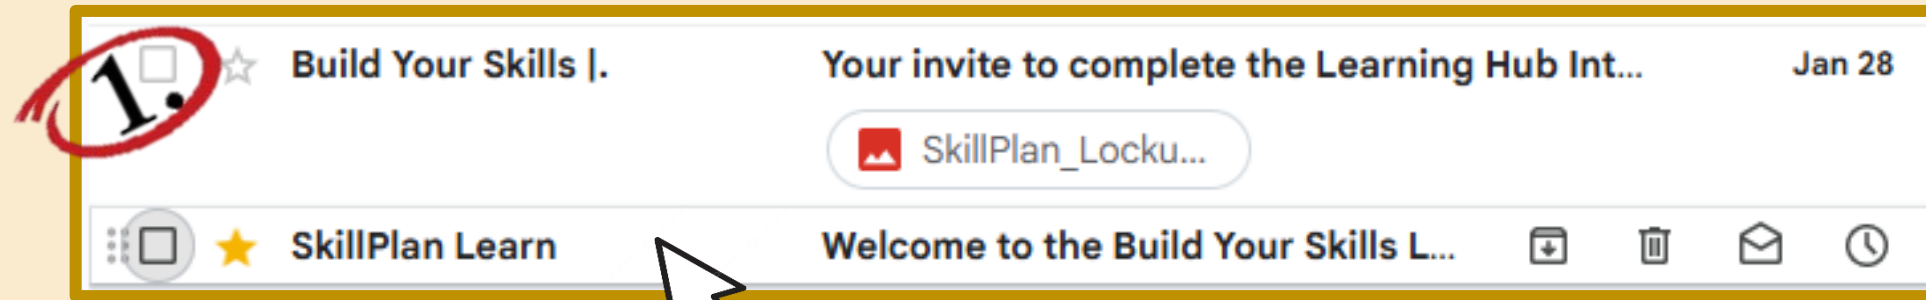 1.
Build Your Skills |. Your invite to complete the Learning Hub Int... Jan 28
SkillPlan_Locku...
SkillPlan Learn Welcome to the Build Your Skills L...